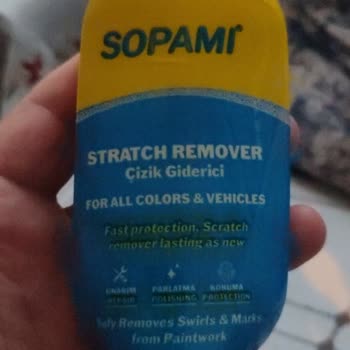 SOPAMI
STRATCH REMOVER
Çizik Giderici
FOR ALL COLORS & VEHICLES
Fast protection. Scratch
remover lasting as new
ONARIM PARLATMA KORUMA
REPAIR POLISHING PROTECTION
Removes Swirls & Marks
from Paintwork